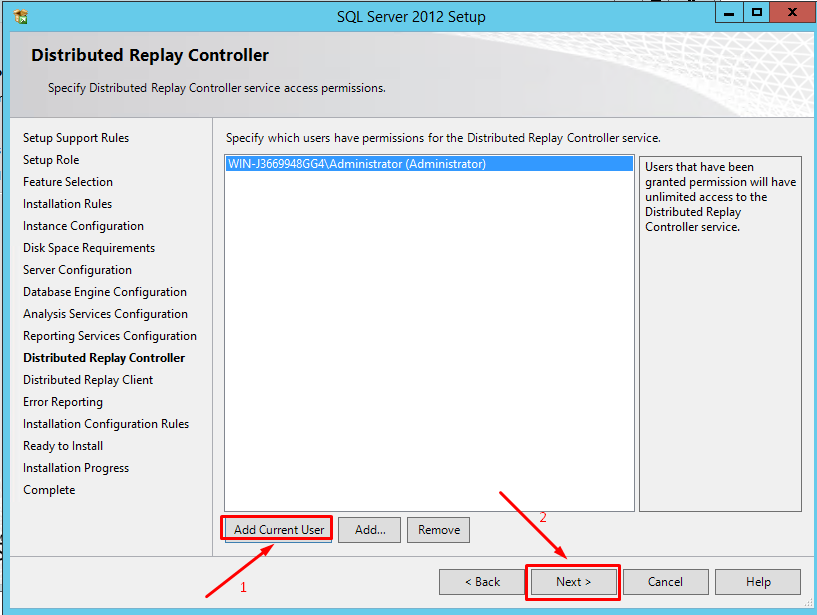 SQL Server 2012 Setup
Distributed Replay Controller
Specify Distributed Replay Controller service access permissions.
Setup Support Rules
Setup Role
Feature Selection
Installation Rules
Instance Configuration
Disk Space Requirements
Server Configuration
Database Engine Configuration
Analysis Services Configuration
Reporting Services Configuration
Distributed Replay Controller
Distributed Replay Client
Error Reporting
Installation Configuration Rules
Ready to Install
Installation Progress
Complete
Specify which users have permissions for the Distributed Replay Controller service.
WIN-J3669948GG4\Administrator (Administrator)
Users that have been
granted permission will have
unlimited access to the
Distributed Replay
Controller service.
Add Current User
Add...
Remove
1
2
< Back
Next >
Cancel
Help